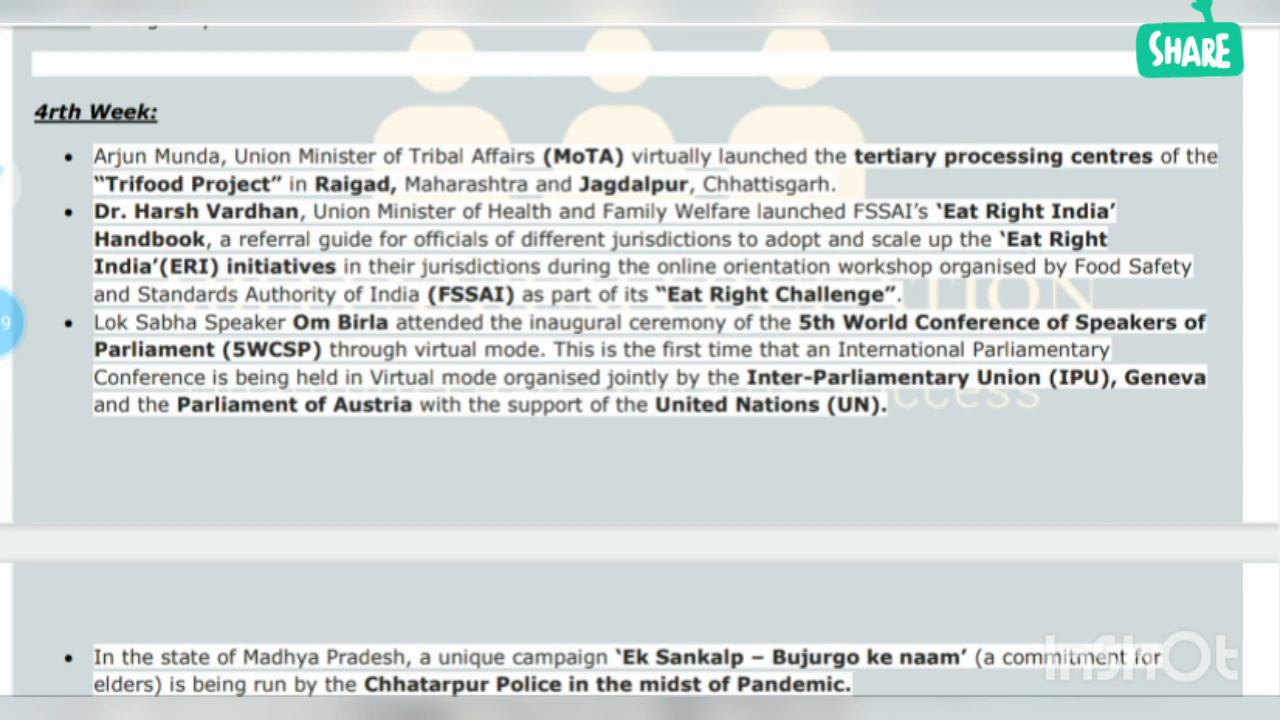 SHARE
4rth Week:
• Arjun Munda, Union Minister of Tribal Affairs (MoTA) virtually launched the tertiary processing centres of the
“Trifood Project” in Raigad, Maharashtra and Jagdalpur, Chhattisgarh.
• Dr. Harsh Vardhan, Union Minister of Health and Family Welfare launched FSSAI’s ‘Eat Right India’
Handbook, a referral guide for officials of different jurisdictions to adopt and scale up the ‘Eat Right
India’(ERI) initiatives in their jurisdictions during the online orientation workshop organised by Food Safety
and Standards Authority of India (FSSAI) as part of its “Eat Right Challenge”.
• Lok Sabha Speaker Om Birla attended the inaugural ceremony of the 5th World Conference of Speakers of
Parliament (5WCSP) through virtual mode. This is the first time that an International Parliamentary
Conference is being held in Virtual mode organised jointly by the Inter-Parliamentary Union (IPU), Geneva
and the Parliament of Austria with the support of the United Nations (UN).
• In the state of Madhya Pradesh, a unique campaign ‘Ek Sankalp – Bujurgo ke naam’ (a commitment for
elders) is being run by the Chhatarpur Police in the midst of Pandemic.
InShOt
9